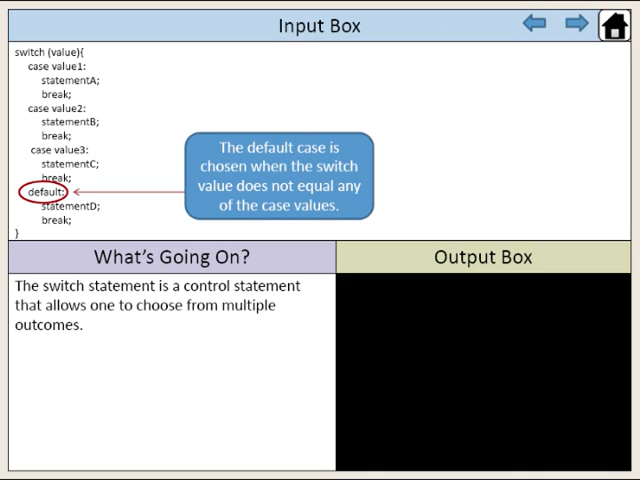 Input Box
switch (value){
case value1:
statementA;
break;
case value2:
statementB;
break;
case value3:
statementC;
break;
default:
statementD;
break;
}
The default case is
chosen when the switch
value does not equal any
of the case values.
What's Going On?
The switch statement is a control statement
that allows one to choose from multiple
outcomes.
Output Box